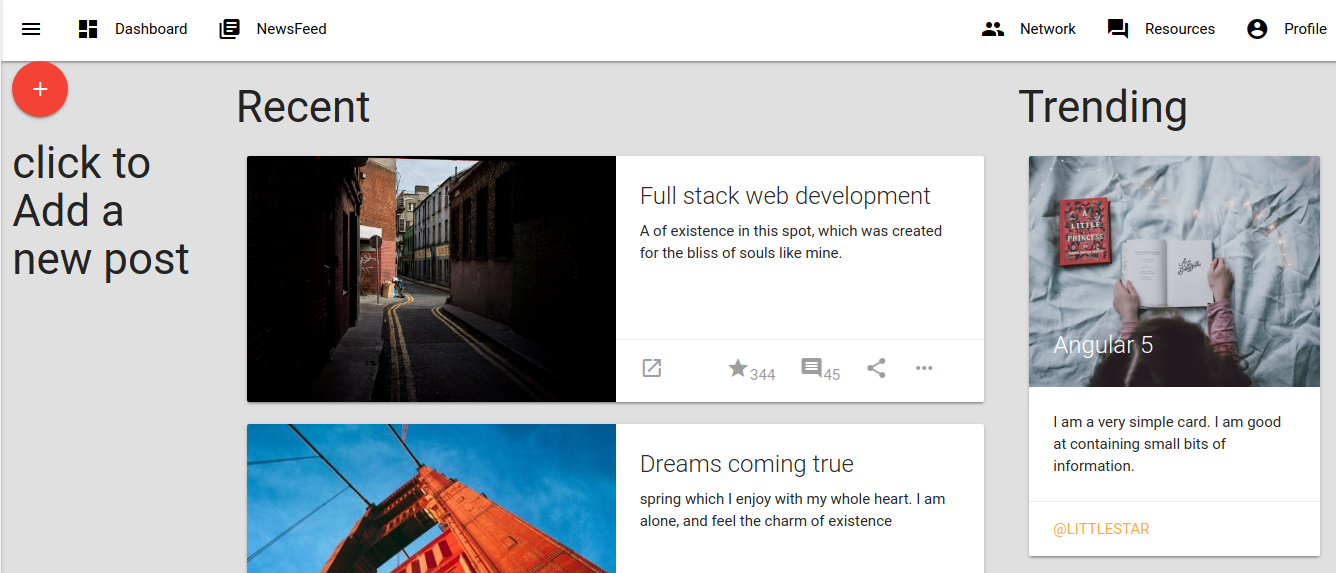 Dashboard
NewsFeed
Network
Resources
Profile
+
click to
Add a
new post
Recent
Full stack web development
A of existence in this spot, which was created
for the bliss of souls like mine.
344
45
Dreams coming true
spring which I enjoy with my whole heart. I am
alone, and feel the charm of existence
Trending
A
LITTLE
PRINCESS
Angular 5
I am a very simple card. I am good
at containing small bits of
information.
@LITTLESTAR